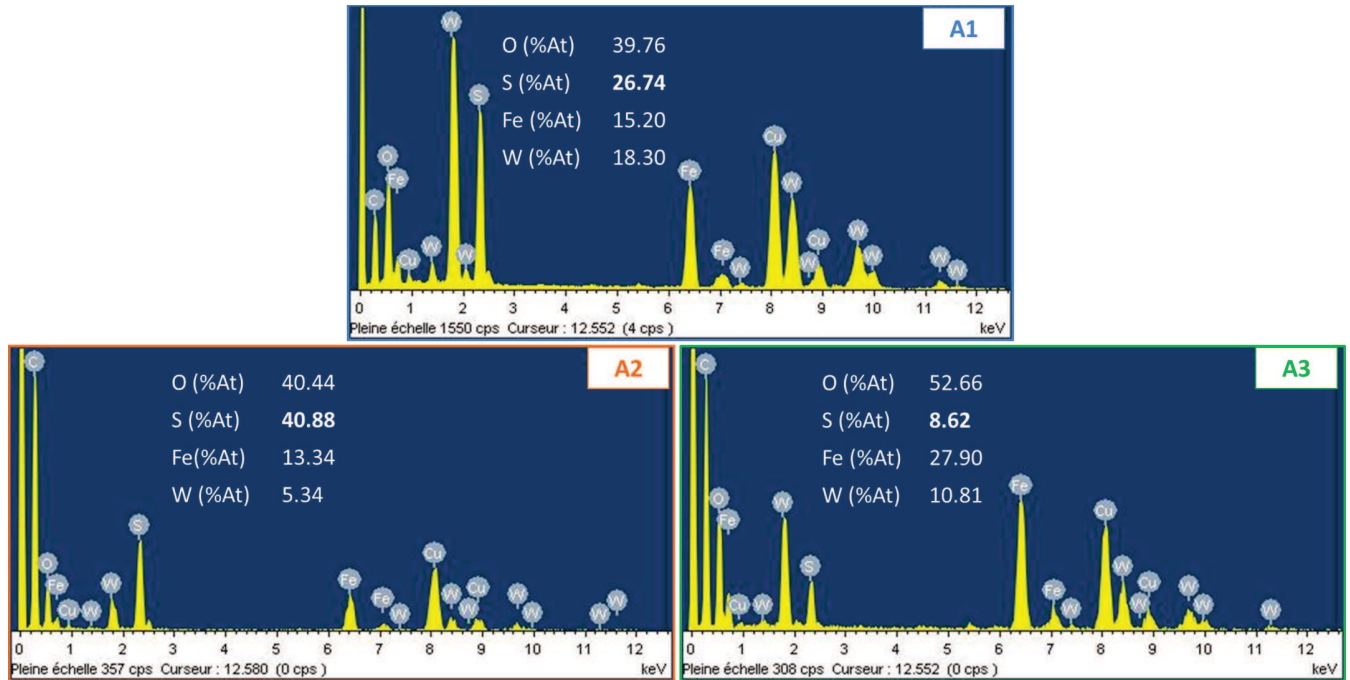 A1
O (%At) 39.76
S (%At) 26.74
Fe (%At) 15.20
W (%At) 18.30
W
S
O
Fe
C
Cu
W
W
Fe
Fe
W
Cu
W
W
Cu
W
W
W
W
0 1 2 3 4 5 6 7 8 9 10 11 12
Pleine échelle 1550 cps Curseur : 12.552 (4 cps ) keV
A2
O (%At) 40.44
S (%At) 40.88
Fe(%At) 13.34
W (%At) 5.34
C
O
Fe
Cu
W
W
S
Fe
Fe
W
Cu
W
W
Cu
W
W
W
W
0 1 2 3 4 5 6 7 8 9 10 11 12
Pleine échelle 357 cps Curseur : 12.580 (0 cps ) keV
A3
O (%At) 52.66
S (%At) 8.62
Fe (%At) 27.90
W (%At) 10.81
C
O
Fe
Cu
W
W
S
Fe
Fe
W
Cu
W
W
Cu
W
W
W
0 1 2 3 4 5 6 7 8 9 10 11 12
Pleine échelle 308 cps Curseur : 12.552 (0 cps ) keV